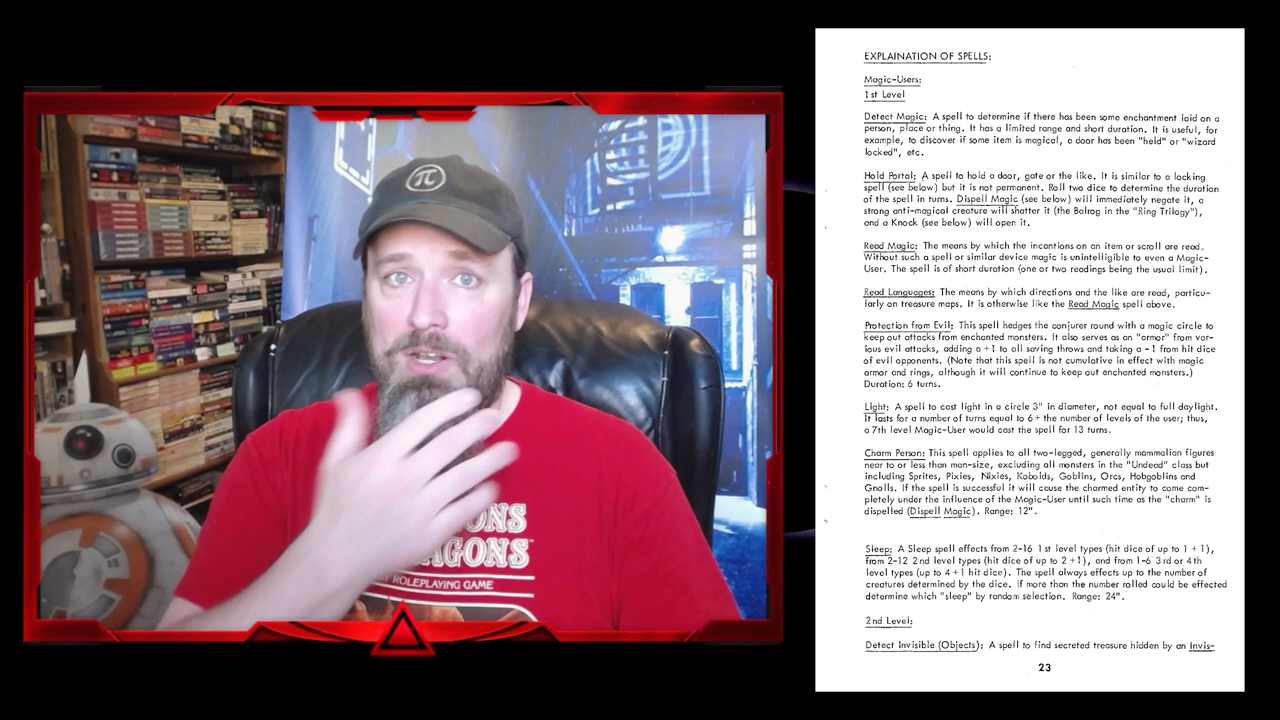 π
ONS
AGONS™
ROLEPLAYING GAME
EXPLAINATION OF SPELLS:
Magic-Users:
1st Level
Detect Magic: A spell to determine if there has been some enchantment laid on a
person, place or thing. It has a limited range and short duration. It is useful, for
example, to discover if some item is magical, a door has been "held" or "wizard
locked", etc.
Hold Portal: A spell to hold a door, gate or the like. It is similar to a locking
spell (see below) but it is not permanent. Roll two dice to determine the duration
of the spell in turns. Dispell Magic (see below) will immediately negate it, a
strong anti-magical creature will shatter it (the Balrog in the "Ring Trilogy"),
and a Knock (see below) will open it.
Read Magic: The means by which the incantions on an item or scroll are read.
Without such a spell or similar device magic is unintelligible to even a Magic-
User. The spell is of short duration (one or two readings being the usual limit).
Read Languages: The means by which directions and the like are read, particu-
larly on treasure maps. It is otherwise like the Read Magic spell above.
Protection from Evil: This spell hedges the conjurer round with a magic circle to
keep out attacks from enchanted monsters. It also serves as an "armor" from var-
ious evil attacks, adding a +1 to all saving throws and taking a -1 from hit dice
of evil opponents. (Note that this spell is not cumulative in effect with magic
armor and rings, although it will continue to keep out enchanted monsters.)
Duration: 6 turns.
Light: A spell to cast light in a circle 3" in diameter, not equal to full daylight.
It lasts for a number of turns equal to 6+ the number of levels of the user; thus,
a 7th level Magic-User would cast the spell for 13 turns.
Charm Person: This spell applies to all two-legged, generally mammalian figures
near to or less than man-size, excluding all monsters in the "Undead" class but
including Sprites, Pixies, Nixies, Kobolds, Goblins, Orcs, Hobgoblins and
Gnolls. If the spell is successful it will cause the charmed entity to come com-
pletely under the influence of the Magic-User until such time as the "charm" is
dispelled (Dispell Magic). Range: 12".
Sleep: A Sleep spell effects from 2-16 1st level types (hit dice of up to 1 + 1),
from 2-12 2nd level types (hit dice of up to 2 +1), and from 1-6 3rd or 4th
level types (up to 4+1 hit dice). The spell always effects up to the number of
creatures determined by the dice. If more than the number rolled could be effected
determine which "sleep" by random selection. Range: 24".
2nd Level:
Detect Invisible (Objects): A spell to find secreted treasure hidden by an Invis-
23